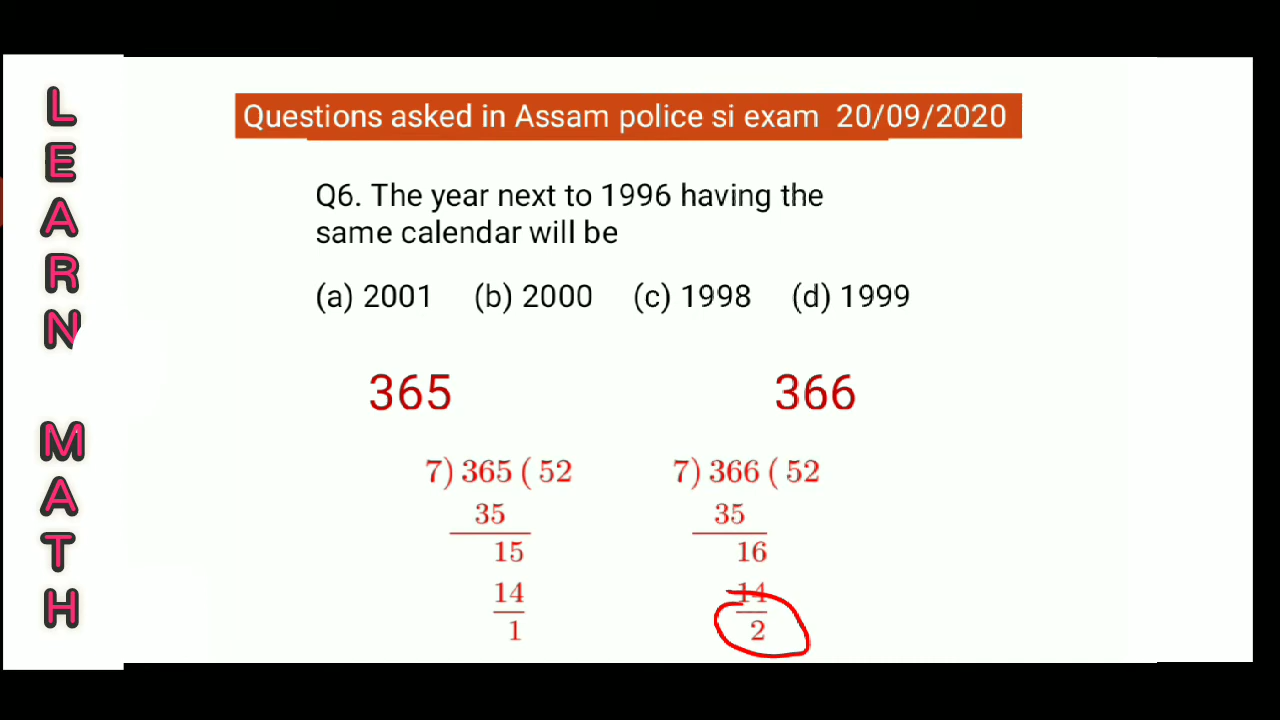 LEARN MATH
Questions asked in Assam police si exam 20/09/2020
Q6. The year next to 1996 having the
same calendar will be
(a) 2001 (b) 2000 (c) 1998 (d) 1999
365 366
7) 365 ( 52 7) 366 ( 52
35 35
15 16
14 14
1 2